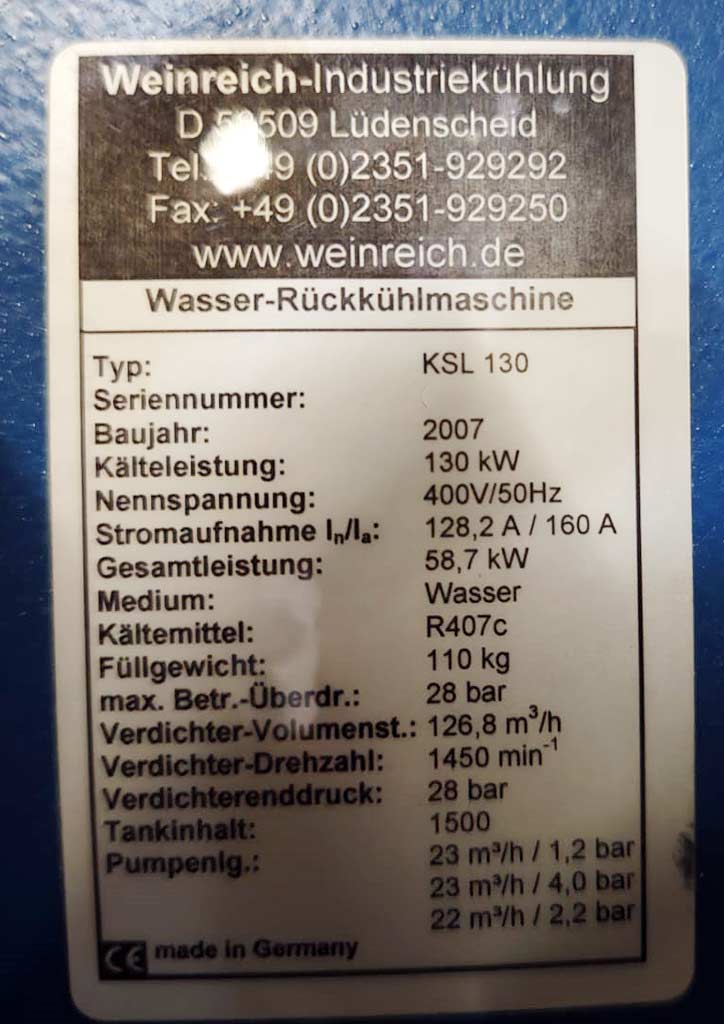 Weinreich-Industriekühlung
D 509 Lüdenscheid
Tel. 9 (0)2351-929292
Fax: +49 (0)2351-929250
www.weinreich.de
Wasser-Rückkühlmaschine
Typ: KSL 130
Seriennummer:
Baujahr: 2007
Kälteleistung: 130 kW
Nennspannung: 400V/50Hz
Stromaufnahme Iₙ/Iₐ: 128,2 A / 160 A
Gesamtleistung: 58,7 kW
Medium: Wasser
Kältemittel: R407c
Füllgewicht: 110 kg
max. Betr.-Überdr.: 28 bar
Verdichter-Volumenst.: 126,8 m³/h
Verdichter-Drehzahl: 1450 min⁻¹
Verdichterenddruck: 28 bar
Tankinhalt: 1500
Pumpenlg.: 23 m³/h / 1,2 bar
23 m³/h / 4,0 bar
22 m³/h / 2,2 bar
CE made in Germany